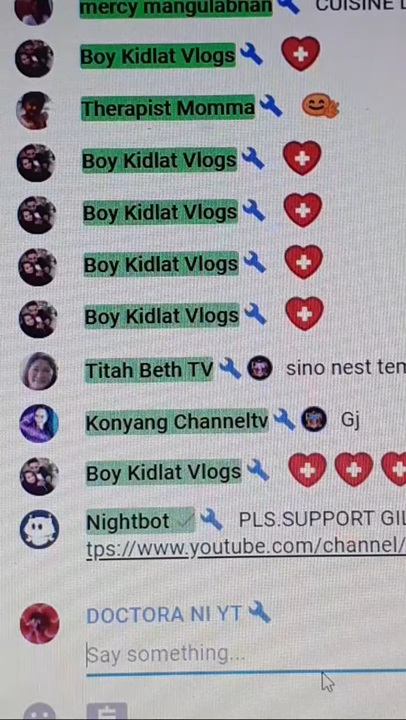 mercy mangulabnan CUISINE
Boy Kidlat Vlogs
Therapist Momma
Boy Kidlat Vlogs
Boy Kidlat Vlogs
Boy Kidlat Vlogs
Boy Kidlat Vlogs
Titah Beth TV sino nest tem
Konyang Channeltv Gj
Boy Kidlat Vlogs
Nightbot PLS.SUPPORT GIL
tps://www.youtube.com/channel/
DOCTORA NI YT
Say something...